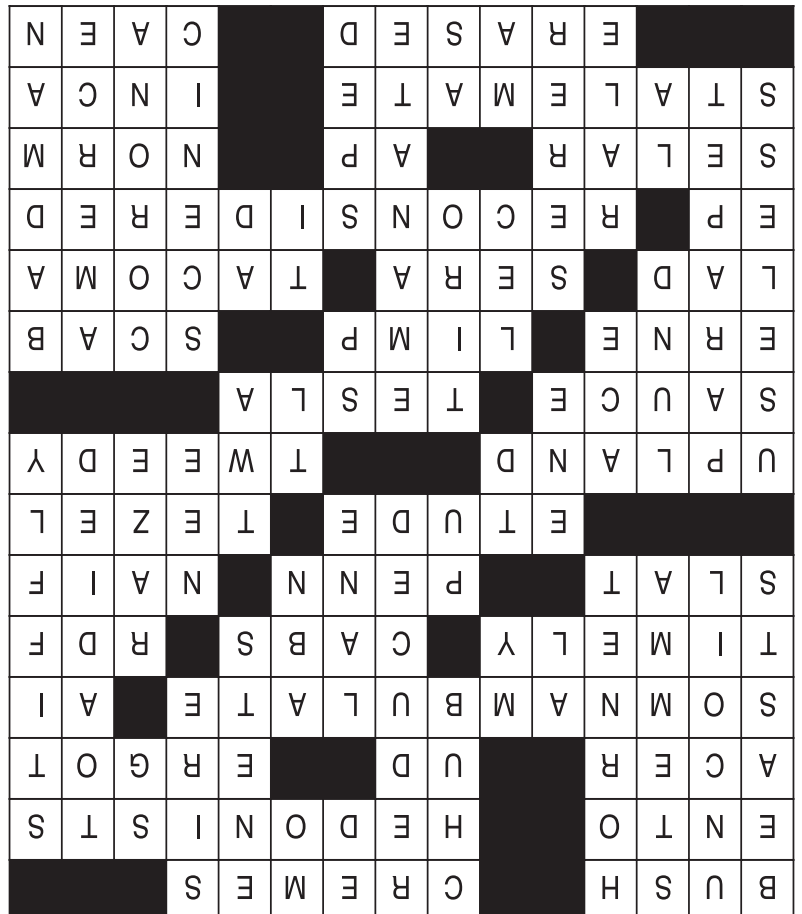 BUSH CREMES
ENTO HEDONISTS
ACER UD ERGOT
SOMNAMBULATE AI
TIMELY CABS RDF
SLAT PENN NAIF
ETUDE TEZEL
UPLAND TWEEDY
SAUCE TESLA
ERNE LIMP SCAB
LAD SERA TACOMA
EP RECONSIDERED
SELAR AP NORM
STALEMATE INCA
ERASED CAEN